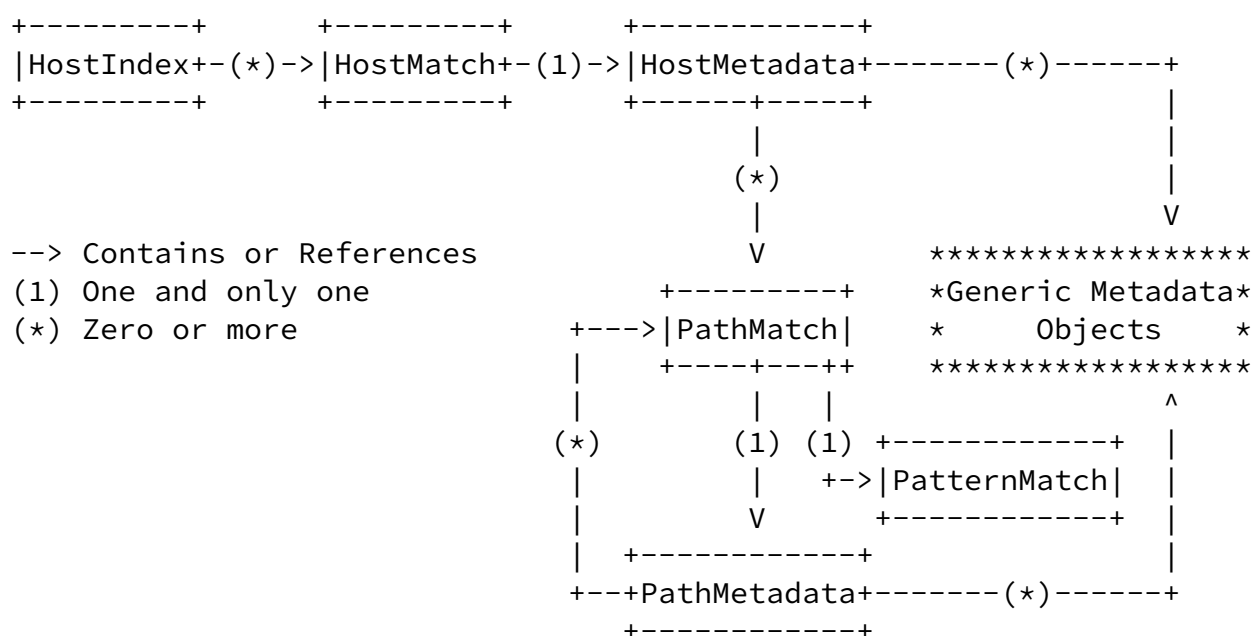 +---------+   +---------+   +------------+
|HostIndex+-(*)->|HostMatch+-(1)->|HostMetadata+-------(*)------+
+---------+      +---------+      +------+-----+                |
                                         |                      |
                                        (*)                     |
                                         |                      V
--> Contains or References               V         ******************
(1) One and only one                +---------+    *Generic Metadata*
(*) Zero or more               +--->|PathMatch|    *     Objects    *
                               |    +----+---++    ******************
                               |         |   |                  ^
                              (*)       (1) (1) +------------+  |
                               |         |   +->|PatternMatch|  |
                               |         V      +------------+  |
                               |  +------------+                |
                               +--+PathMetadata+-------(*)------+
                                  +------------+